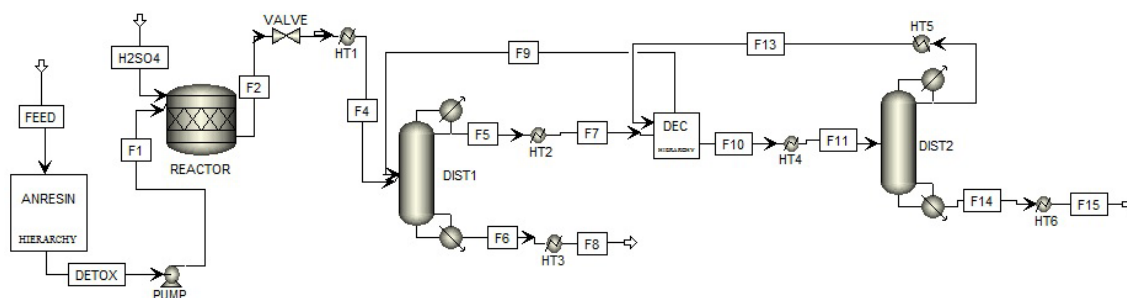 FEED
ANRESIN
HIERARCHY
DETOX
PUMP
F1
H2SO4
REACTOR
F2
VALVE
HT1
F4
F9
DIST1
F5
HT2
F7
F6
HT3
F8
DEC
HIERARCHY
F13
F10
HT4
F11
HT5
DIST2
F14
HT6
F15